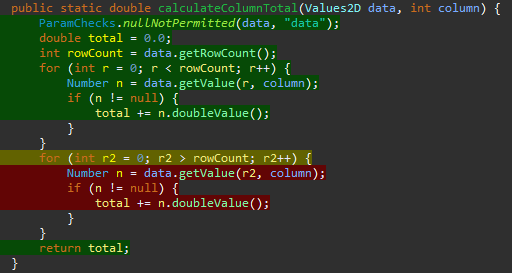 public static double calculateColumnTotal(Values2D data, int column) {
ParamChecks.nullNotPermitted(data, "data");
double total = 0.0;
int rowCount = data.getRowCount();
for (int r = 0; r < rowCount; r++) {
Number n = data.getValue(r, column);
if (n != null) {
total += n.doubleValue();
}
}
for (int r2 = 0; r2 > rowCount; r2++) {
Number n = data.getValue(r2, column);
if (n != null) {
total += n.doubleValue();
}
}
return total;
}